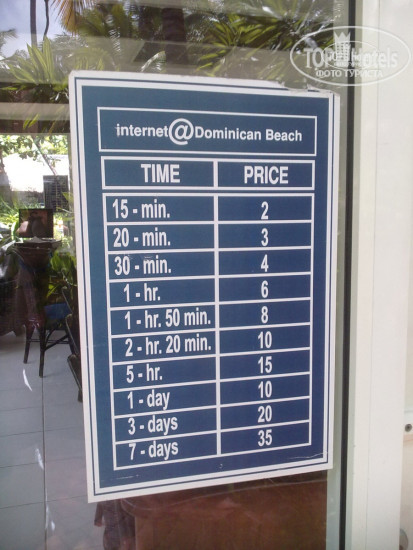 TOPHotels
ФОТО ТУРИСТА
internet@Dominican Beach
TIME PRICE
15 - min. 2
20 - min. 3
30 - min. 4
1 - hr. 6
1 - hr. 50 min. 8
2 - hr. 20 min. 10
5 - hr. 15
1 - day 10
3 - days 20
7 - days 35